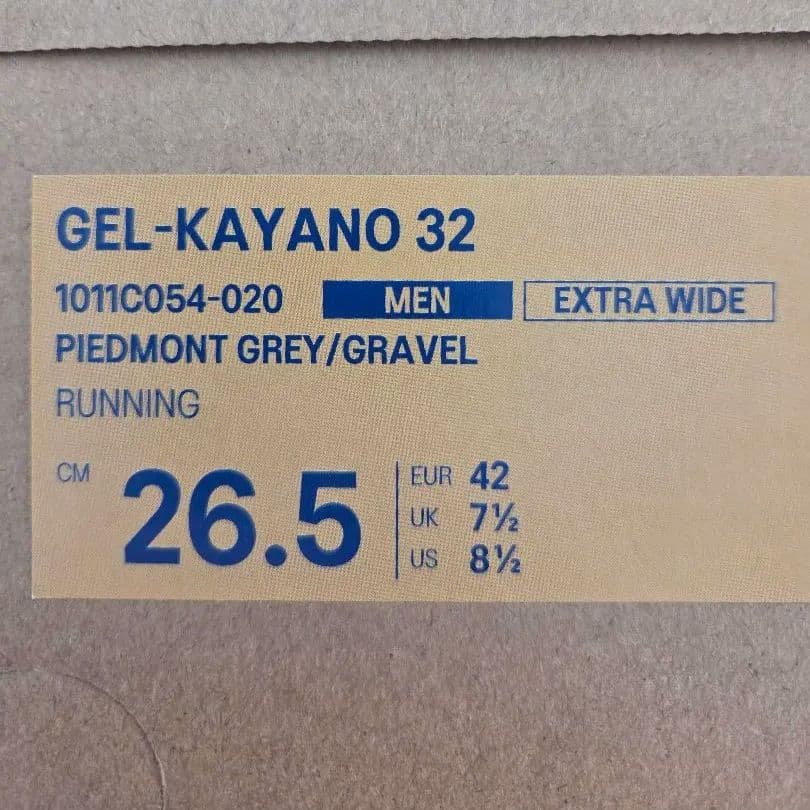 GEL-KAYANO 32
1011C054-020 MEN EXTRA WIDE
PIEDMONT GREY/GRAVEL
RUNNING
CM 26.5
EUR 42
UK 7½
US 8½